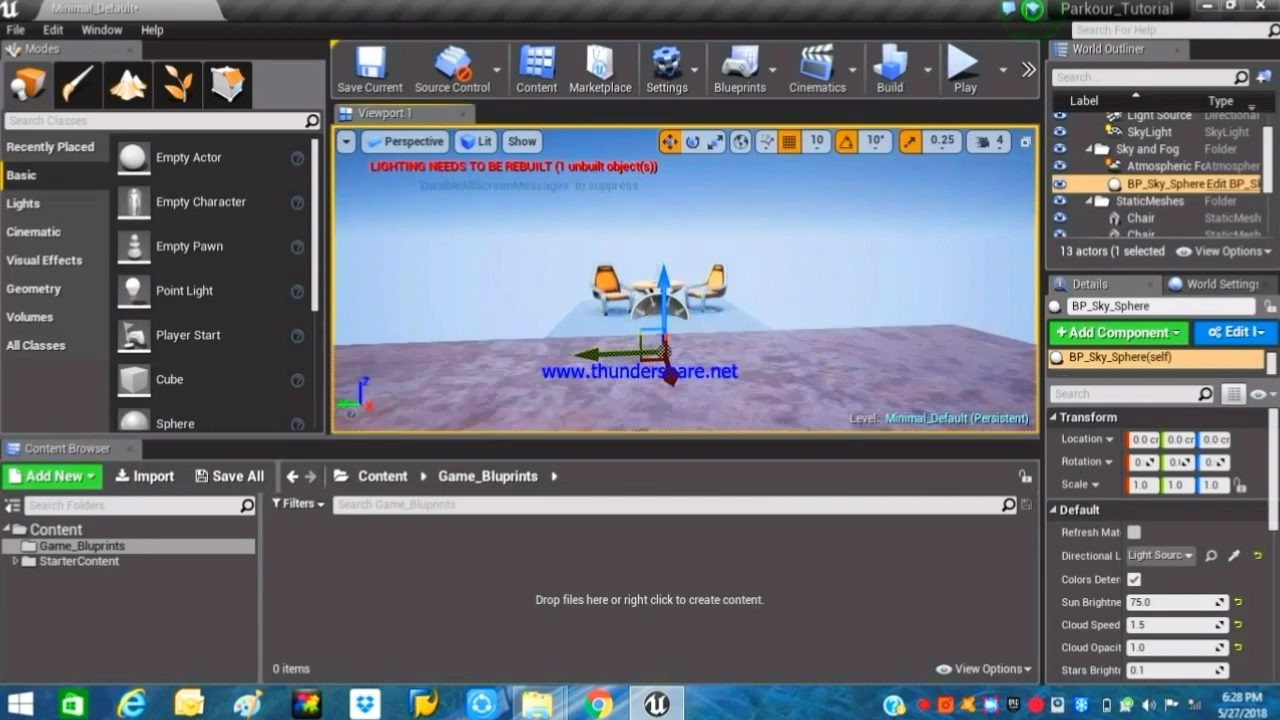 Minimal_Default*
Parkour_Tutorial
File Edit Window Help
Search For Help
Modes
Search Classes
Recently Placed
Basic
Lights
Cinematic
Visual Effects
Geometry
Volumes
All Classes
Empty Actor
Empty Character
Empty Pawn
Point Light
Player Start
Cube
Sphere
Save Current
Source Control
Content
Marketplace
Settings
Blueprints
Cinematics
Build
Play
Viewport 1
Perspective Lit Show
10 10° 0.25 4
LIGHTING NEEDS TO BE REBUILT (1 unbuilt object(s))
'DisableAllScreenMessages' to suppress
www.thundershare.net
Level: Minimal_Default (Persistent)
World Outliner
Search...
Label Type
Light Source Directional
SkyLight SkyLight
Sky and Fog Folder
Atmospheric Fo Atmospher
BP_Sky_Sphere Edit BP_S
StaticMeshes Folder
Chair StaticMesh
Chair StaticMesh
13 actors (1 selected View Options
Details World Setting
BP_Sky_Sphere
+Add Component Edit
BP_Sky_Sphere(self)
Search
Transform
Location 0.0 cr 0.0 cr 0.0 cr
Rotation
Scale 1.0 1.0 1.0
Default
Refresh Mat
Directional L Light Sourc
Colors Deter
Sun Brightne 75.0
Cloud Speed 1.5
Cloud Opacit 1.0
Stars Brightr 0.1
Content Browser
Add New Import Save All Content Game_Bluprints
Search Folders
Filters Search Game_Bluprints
Content
Game_Bluprints
StarterContent
Drop files here or right click to create content.
0 items View Options
6:28 PM
5/27/2018